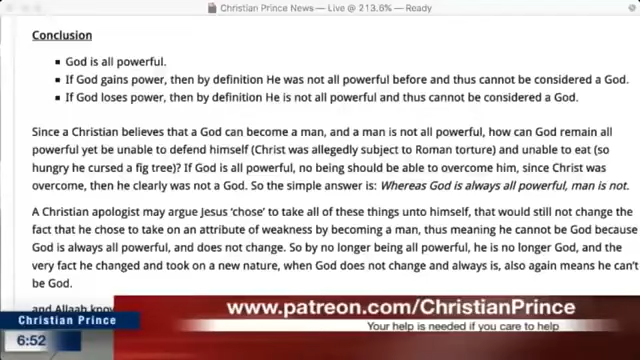 Christian Prince News — Live @ 213.6% — Ready
Conclusion
God is all powerful.
If God gains power, then by definition He was not all powerful before and thus cannot be considered a God.
If God loses power, then by definition He is not all powerful and thus cannot be considered a God.
Since a Christian believes that a God can become a man, and a man is not all powerful, how can God remain all
powerful yet be unable to defend himself (Christ was allegedly subject to Roman torture) and unable to eat (so
hungry he cursed a fig tree)? If God is all powerful, no being should be able to overcome him, since Christ was
overcome, then he clearly was not a God. So the simple answer is: Whereas God is always all powerful, man is not.
A Christian apologist may argue Jesus 'chose' to take all of these things unto himself, that would still not change the
fact that he chose to take on an attribute of weakness by becoming a man, thus meaning he cannot be God because
God is always all powerful, and does not change. So by no longer being all powerful, he is no longer God, and the
very fact he changed and took on a new nature, when God does not change and always is, also again means he can't
be God.
and Allaah know
www.patreon.com/ChristianPrince
Your help is needed if you care to help
Christian Prince
6:52